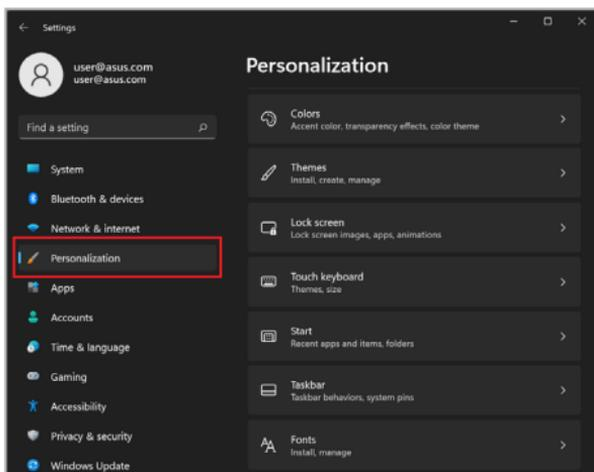 Settings
user@asus.com
user@asus.com
Find a setting
System
Bluetooth & devices
Network & internet
Personalization
Apps
Accounts
Time & language
Gaming
Accessibility
Privacy & security
Windows Update
Personalization
Colors
Accent color, transparency effects, color theme
Themes
Install, create, manage
Lock screen
Lock screen images, apps, animations
Touch keyboard
Themes, size
Start
Recent apps and items, folders
Taskbar
Taskbar behaviors, system pins
Fonts
Install, manage